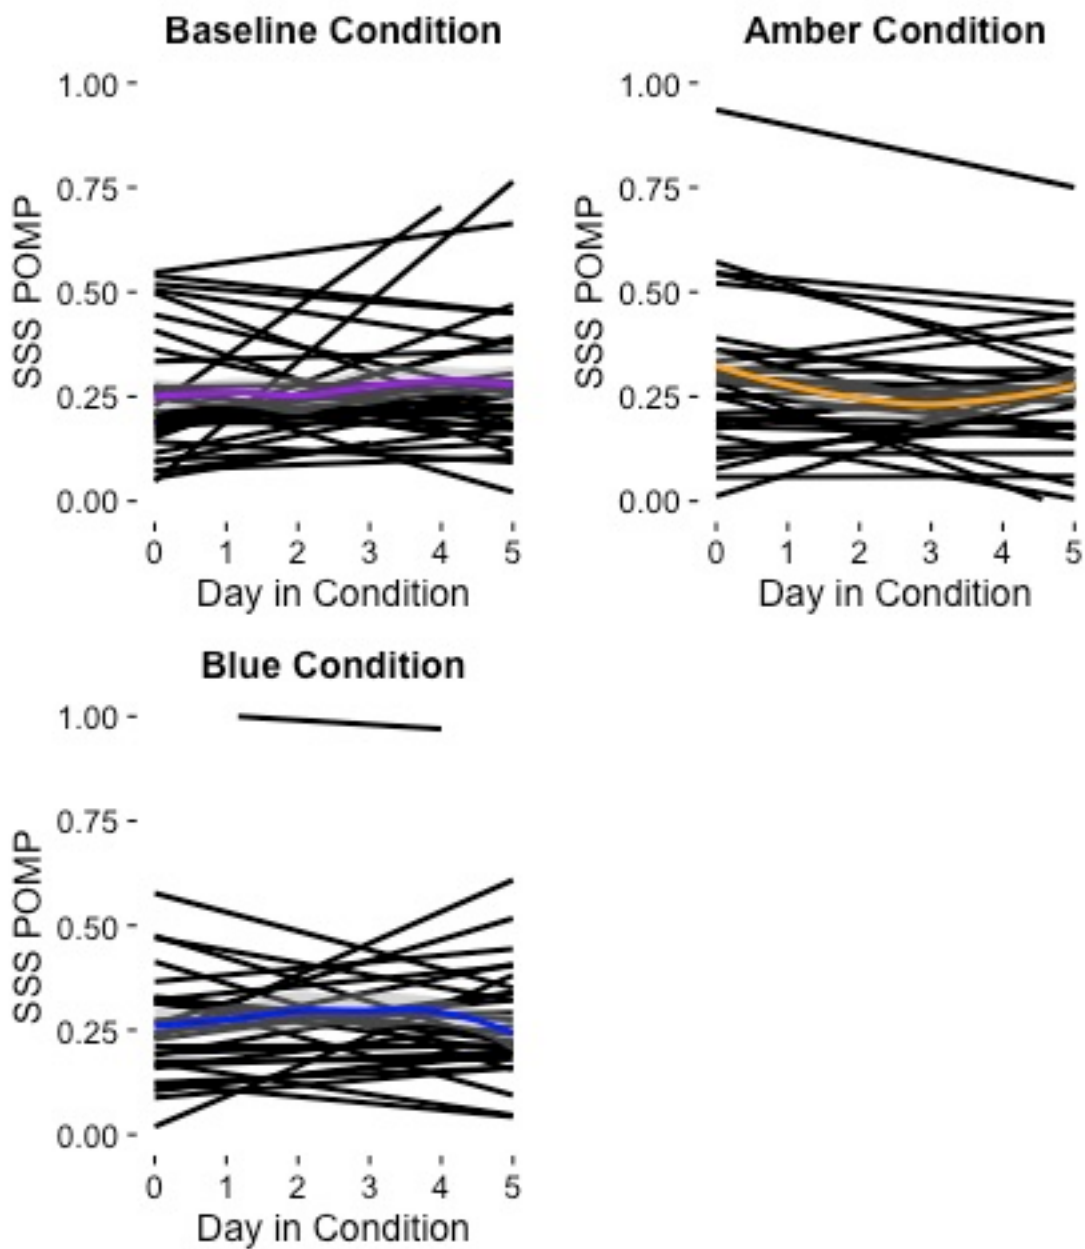 Baseline Condition
1.00
0.75
0.50
0.25
0.00
SSS POMP
0 1 2 3 4 5
Day in Condition
Amber Condition
1.00
0.75
0.50
0.25
0.00
SSS POMP
0 1 2 3 4 5
Day in Condition
Blue Condition
1.00
0.75
0.50
0.25
0.00
SSS POMP
0 1 2 3 4 5
Day in Condition